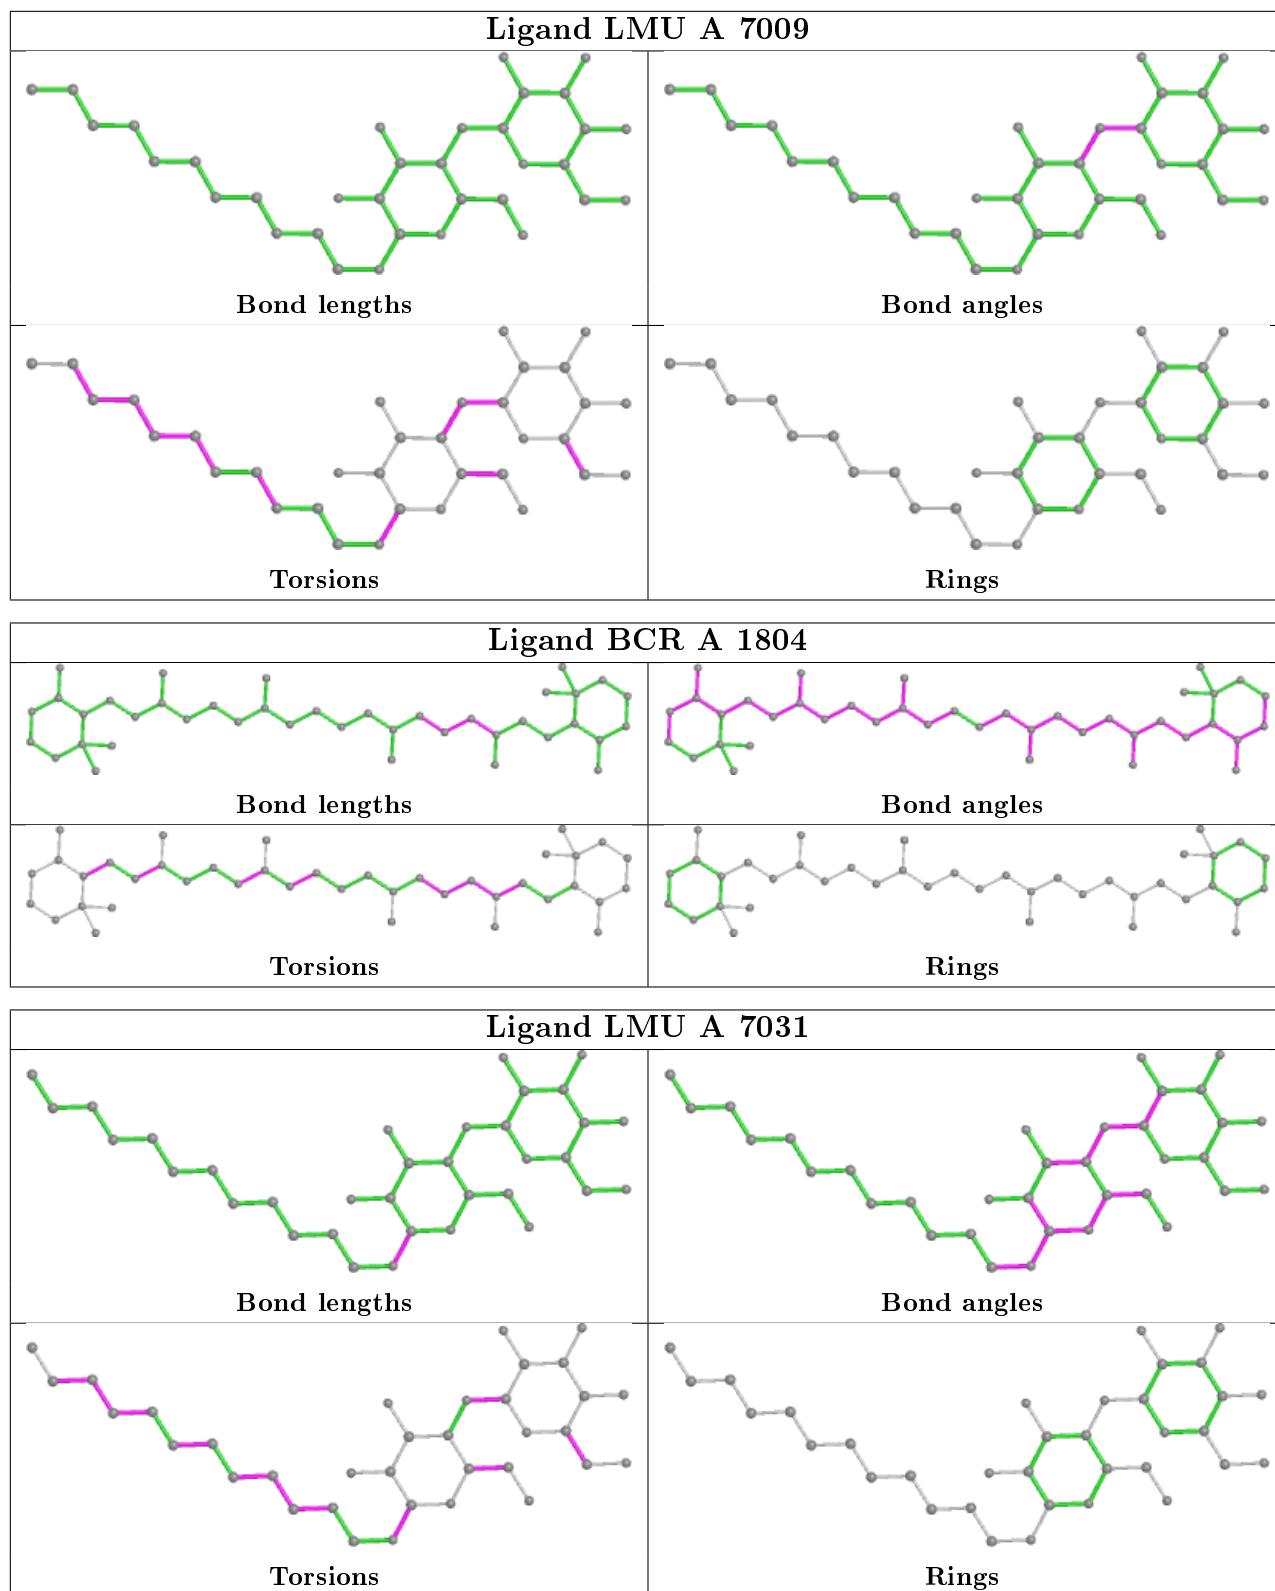 Ligand LMU A 7009
Bond lengths
Bond angles
Torsions
Rings
Ligand BCR A 1804
Bond lengths
Bond angles
Torsions
Rings
Ligand LMU A 7031
Bond lengths
Bond angles
Torsions
Rings